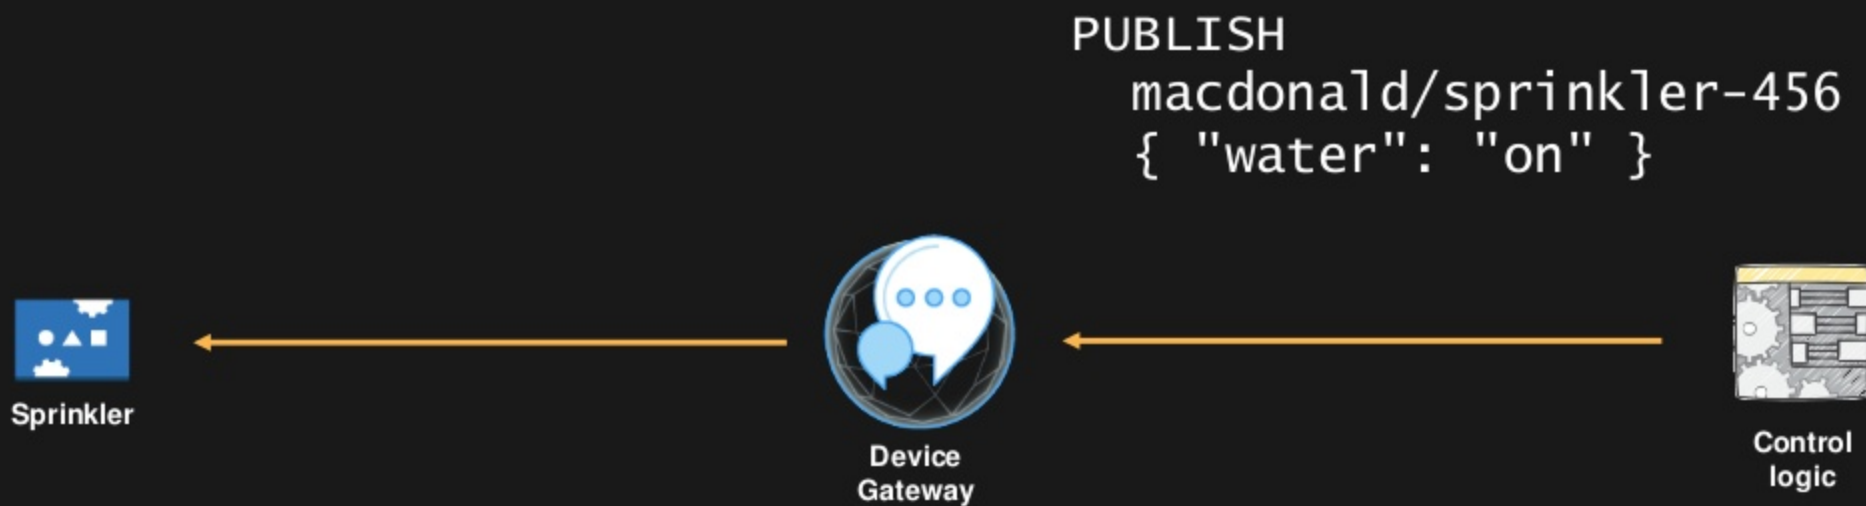 PUBLISH
macdonald/sprinkler-456
{ "water": "on" }
Sprinkler
Device
Gateway
Control
logic